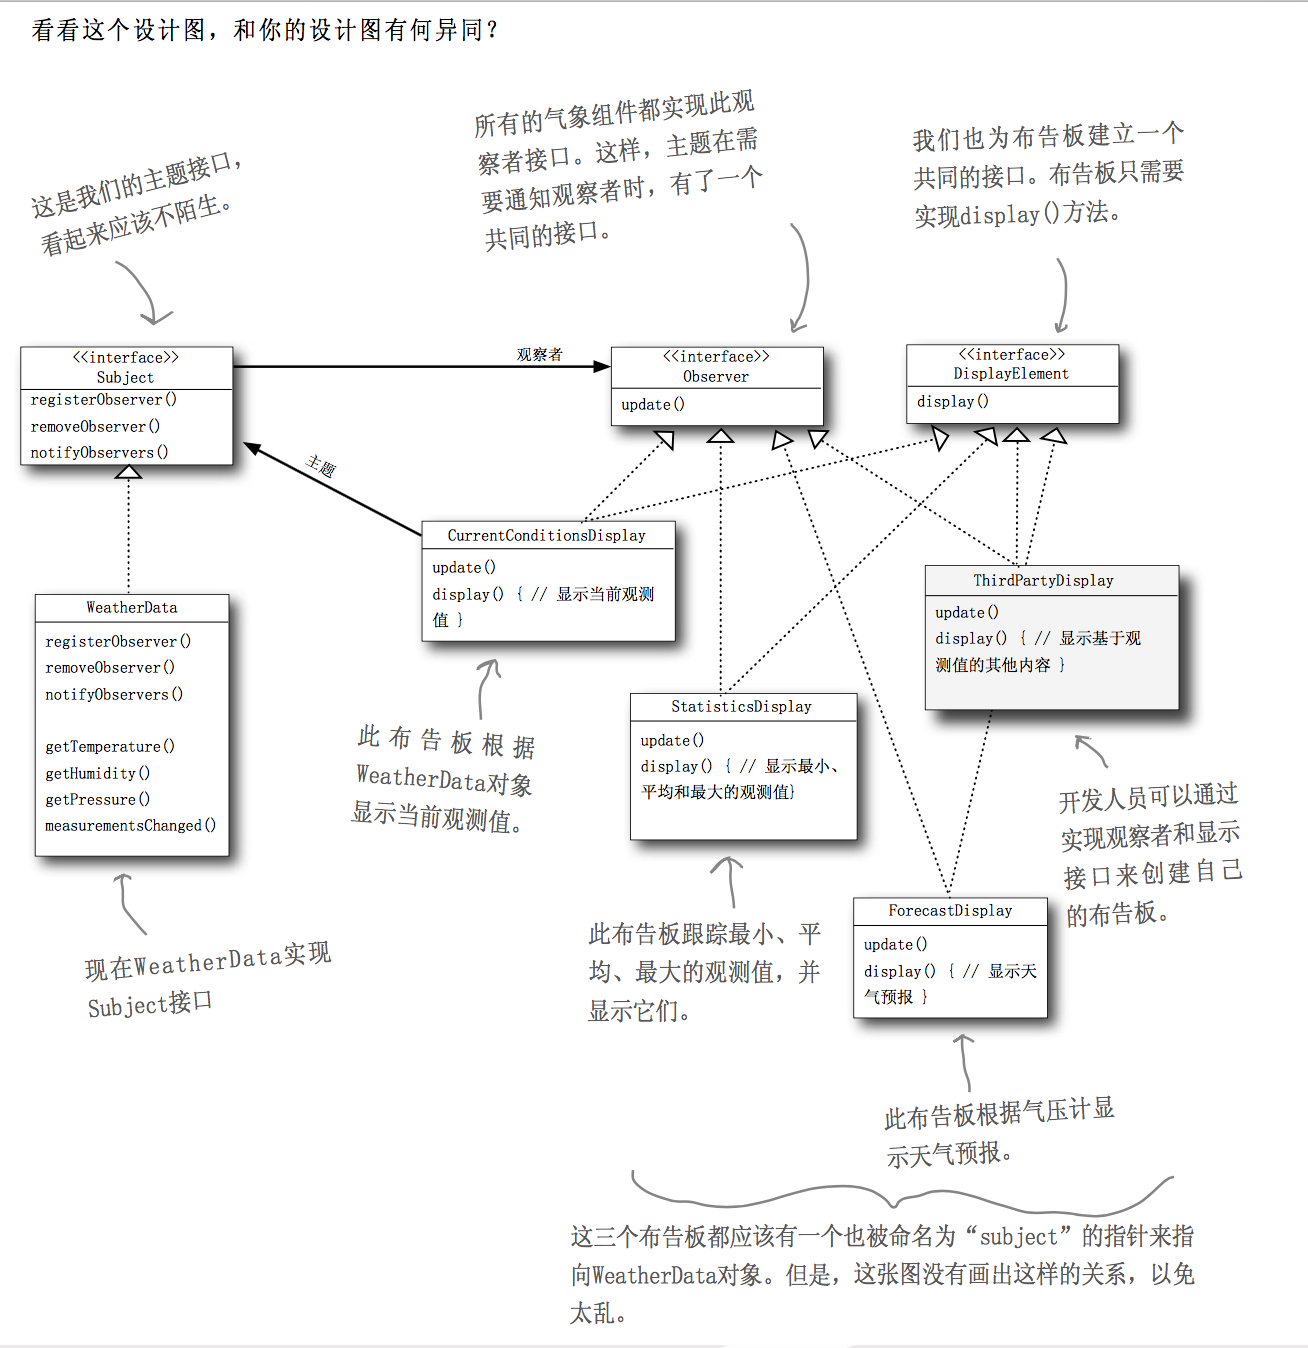 看看这个设计图，和你的设计图有何异同？
这是我们的主题接口，
看起来应该不陌生。
所有的气象组件都实现此观
察者接口。这样，主题在需
要通知观察者时，有了一个
共同的接口。
我们也为布告板建立一个
共同的接口。布告板只需要
实现display()方法。
<<interface>>
Subject
registerObserver()
removeObserver()
notifyObservers()
观察者
<<interface>>
Observer
update()
<<interface>>
DisplayElement
display()
主题
CurrentConditionsDisplay
update()
display() { // 显示当前观测
值 }
ThirdPartyDisplay
update()
display() { // 显示基于观
测值的其他内容 }
WeatherData
registerObserver()
removeObserver()
notifyObservers()
getTemperature()
getHumidity()
getPressure()
measurementsChanged()
StatisticsDisplay
update()
display() { // 显示最小、
平均和最大的观测值}
此布告板根据
WeatherData对象
显示当前观测值。
开发人员可以通过
实现观察者和显示
接口来创建自己
的布告板。
ForecastDisplay
update()
display() { // 显示天
气预报 }
现在WeatherData实现
Subject接口
此布告板跟踪最小、平
均、最大的观测值，并
显示它们。
此布告板根据气压计显
示天气预报。
这三个布告板都应该有一个也被命名为“subject”的指针来指
向WeatherData对象。但是，这张图没有画出这样的关系，以免
太乱。